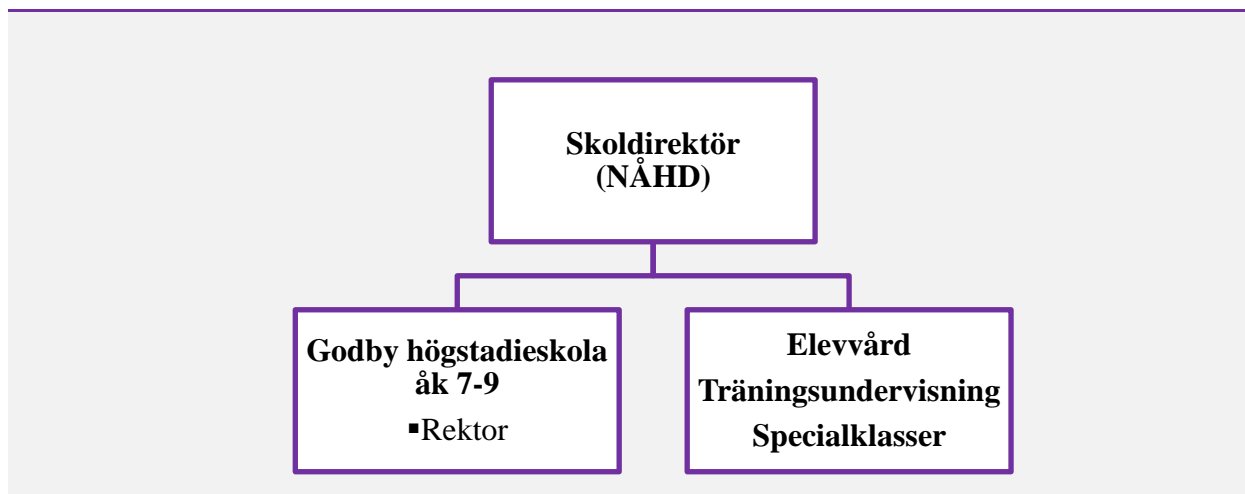 Skoldirektör
(NÅHD)
Godby högstadieskola
åk 7-9
▪Rektor
Elevvård
Träningsundervisning
Specialklasser